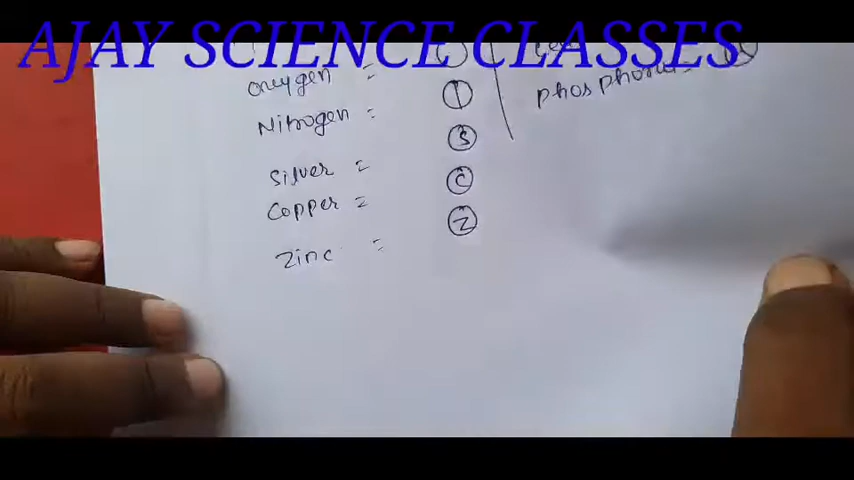 AJAY SCIENCE CLASSES
Oxygen =
Nitrogen =
Silver = S
Copper = C
Zinc = Z
phosphorus =